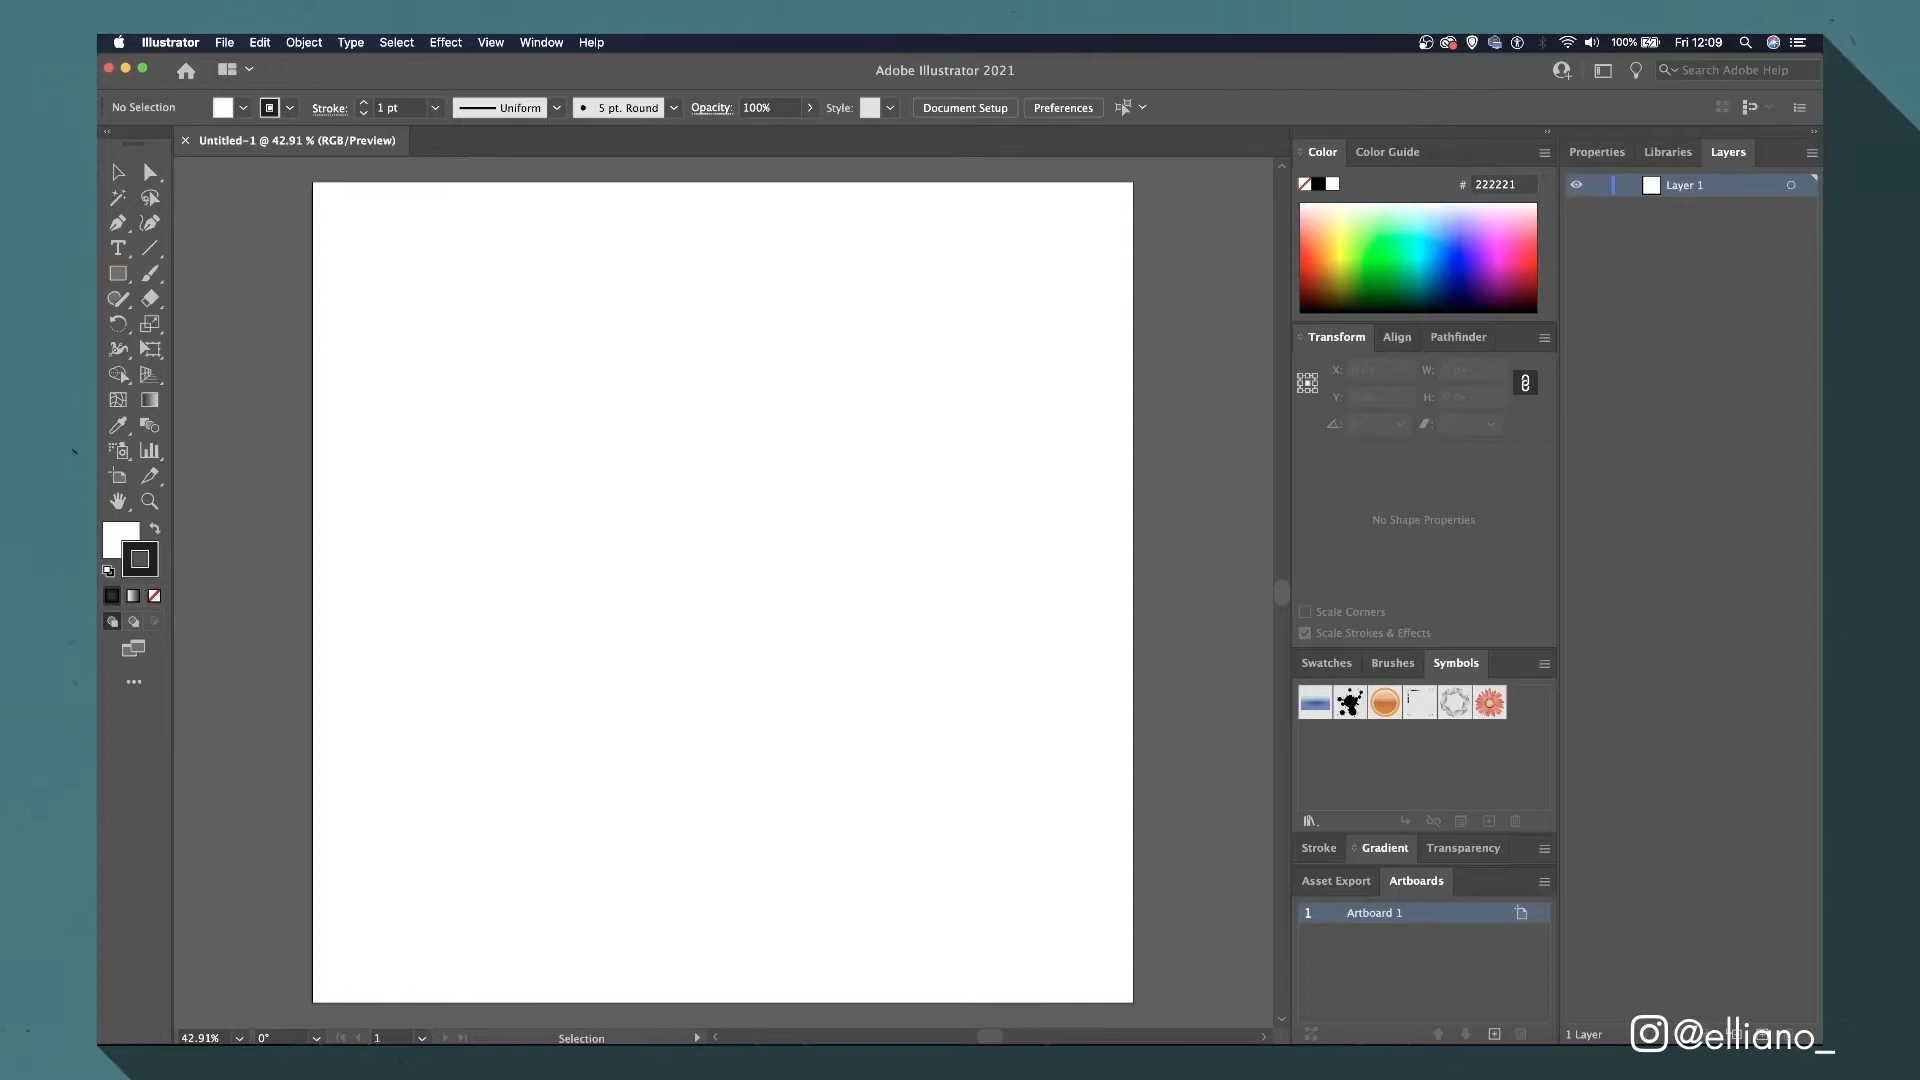 Illustrator File Edit Object Type Select Effect View Window Help
100% Fri 12:09
Adobe Illustrator 2021
Search Adobe Help
No Selection Stroke: 1 pt Uniform 5 pt. Round Opacity: 100% Style: Document Setup Preferences
Untitled-1 @ 42.91 % (RGB/Preview)
Color Color Guide
# 222221
Transform Align Pathfinder
X: W:
Y: H:
No Shape Properties
Scale Corners
Scale Strokes & Effects
Swatches Brushes Symbols
Stroke Gradient Transparency
Asset Export Artboards
1 Artboard 1
Properties Libraries Layers
Layer 1
42.91% 0° 1 Selection
1 Layer
@elliano_